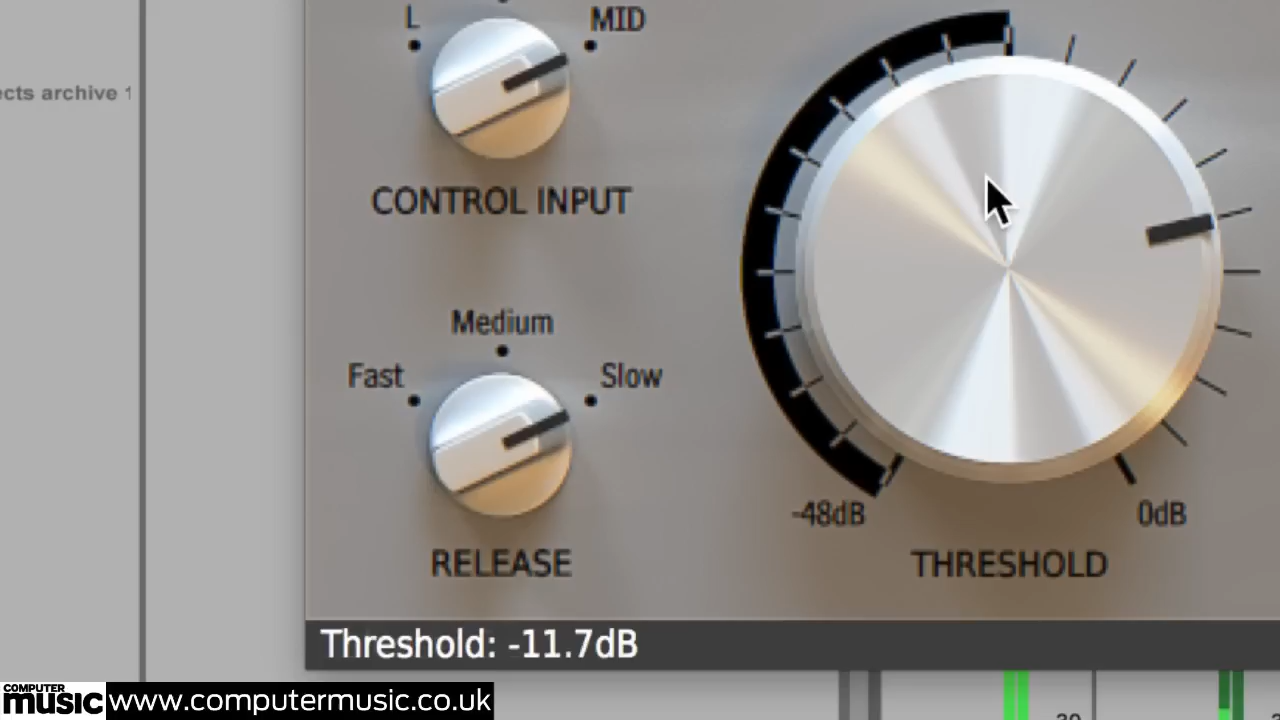 L
MID
ects archive
CONTROL INPUT
Medium
Fast
Slow
RELEASE
-48dB
0dB
THRESHOLD
Threshold: -11.7dB
COMPUTER
music
www.computermusic.co.uk